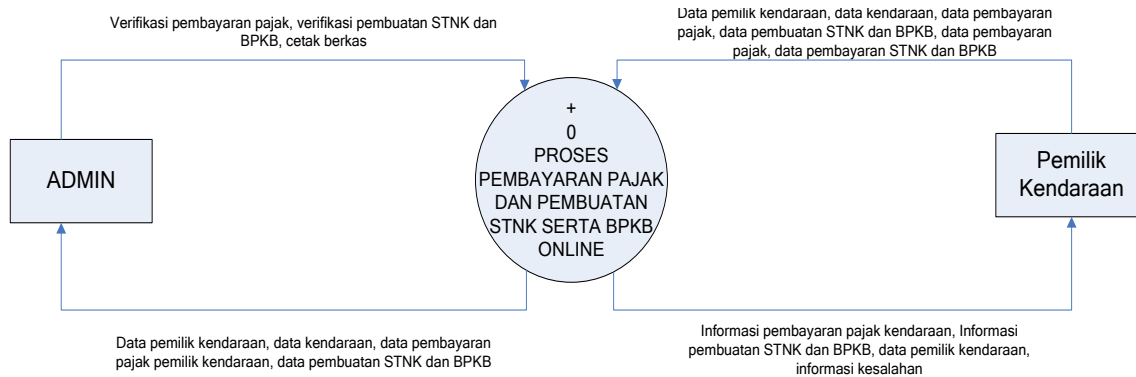 Verifikasi pembayaran pajak, verifikasi pembuatan STNK dan
BPKB, cetak berkas
Data pemilik kendaraan, data kendaraan, data pembayaran
pajak, data pembuatan STNK dan BPKB, data pembayaran
pajak, data pembayaran STNK dan BPKB
ADMIN
+
0
PROSES
PEMBAYARAN PAJAK
DAN PEMBUATAN
STNK SERTA BPKB
ONLINE
Pemilik
Kendaraan
Data pemilik kendaraan, data kendaraan, data pembayaran
pajak pemilik kendaraan, data pembuatan STNK dan BPKB
Informasi pembayaran pajak kendaraan, Informasi
pembuatan STNK dan BPKB, data pemilik kendaraan,
informasi kesalahan